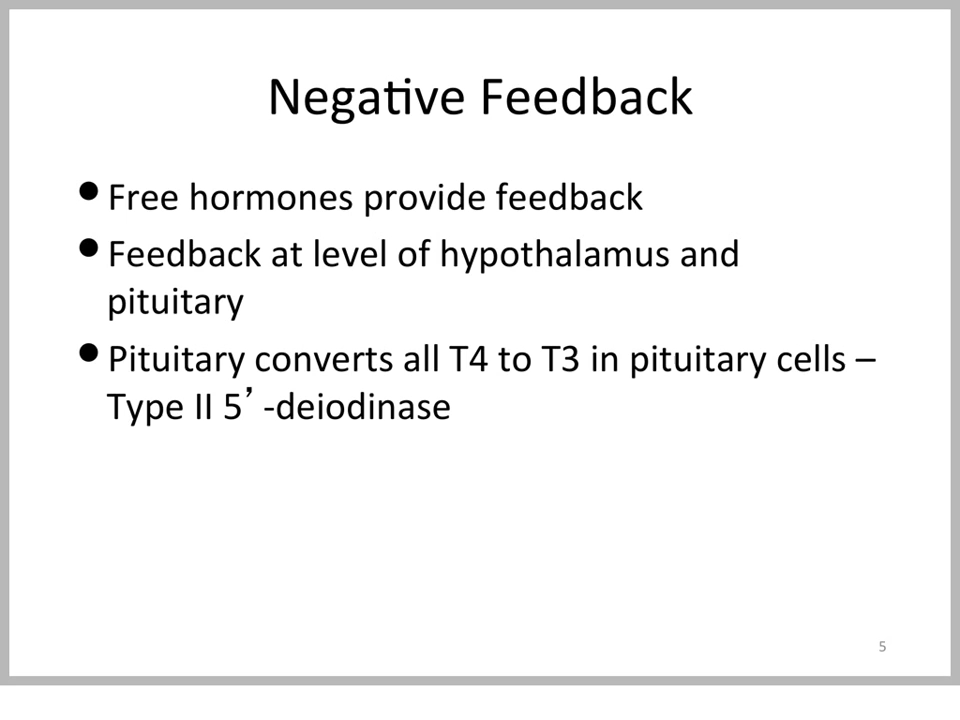 Negative Feedback
• Free hormones provide feedback
• Feedback at level of hypothalamus and
pituitary
• Pituitary converts all T4 to T3 in pituitary cells –
Type II 5’ -deiodinase
5